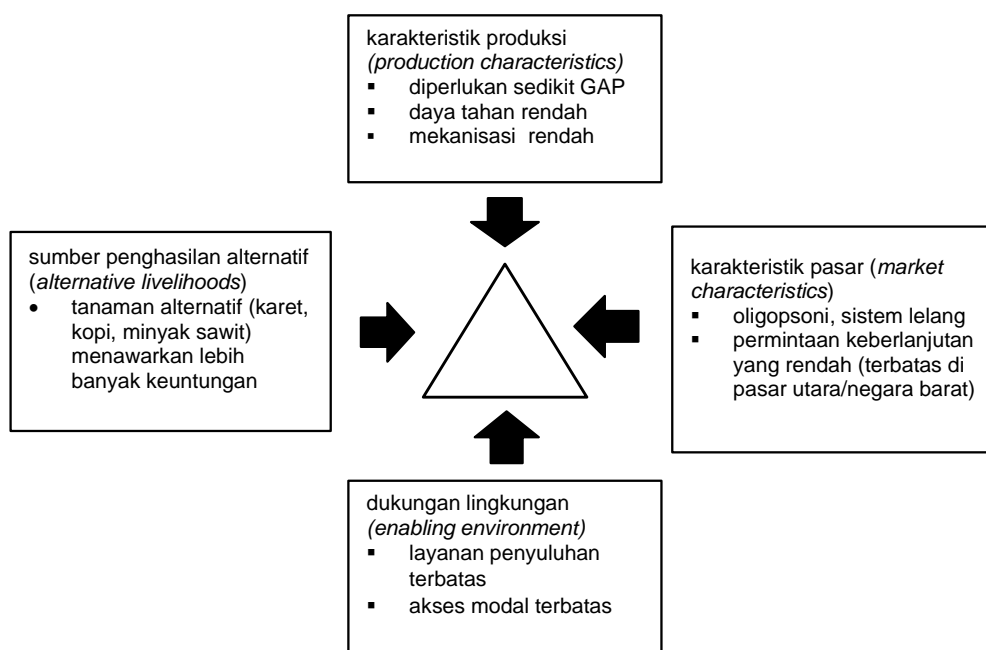 karakteristik produksi
(production characteristics)
▪ diperlukan sedikit GAP
▪ daya tahan rendah
▪ mekanisasi rendah
sumber penghasilan alternatif
(alternative livelihoods)
• tanaman alternatif (karet,
kopi, minyak sawit)
menawarkan lebih
banyak keuntungan
karakteristik pasar (market
characteristics)
▪ oligopsoni, sistem lelang
▪ permintaan keberlanjutan
yang rendah (terbatas di
pasar utara/negara barat)
dukungan lingkungan
(enabling environment)
▪ layanan penyuluhan
terbatas
▪ akses modal terbatas